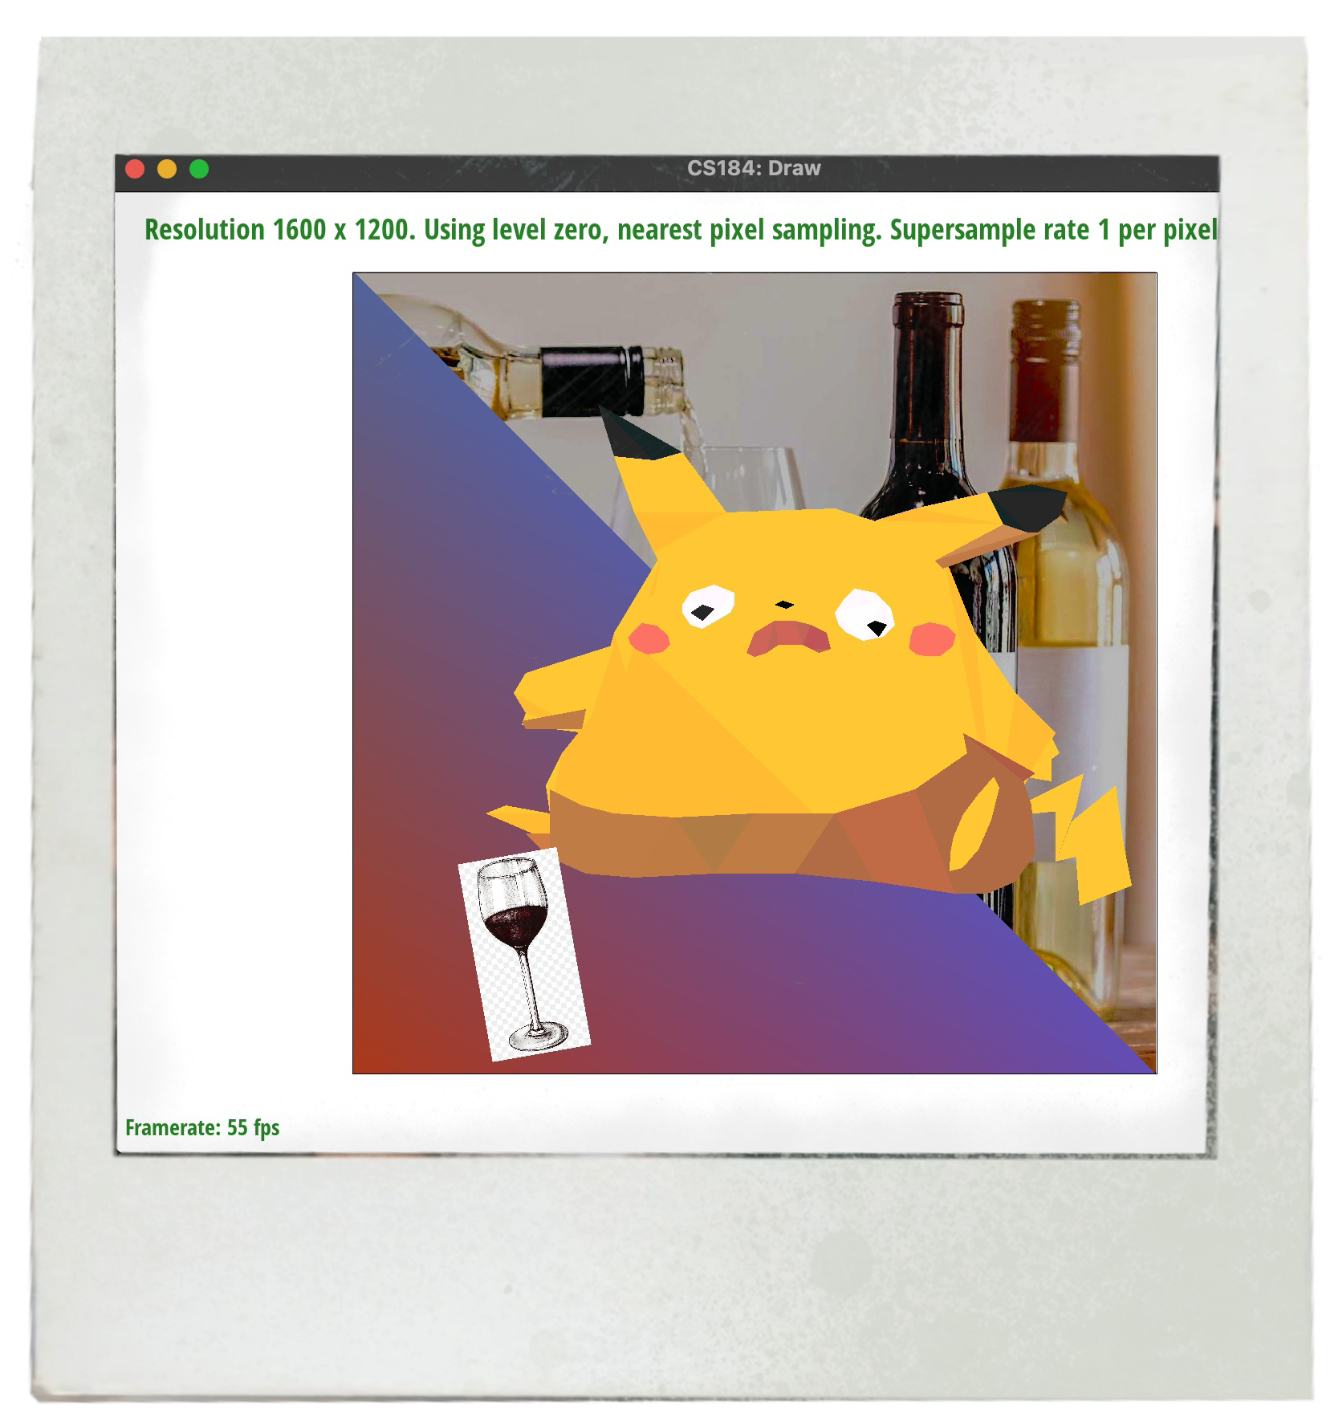 CS184: Draw
Resolution 1600 x 1200. Using level zero, nearest pixel sampling. Supersample rate 1 per pixel
Framerate: 55 fps